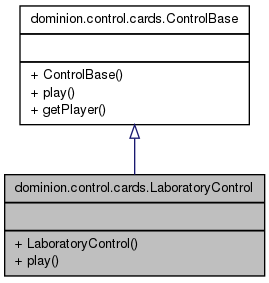 dominion.control.cards.ControlBase
+ ControlBase()
+ play()
+ getPlayer()
dominion.control.cards.LaboratoryControl
+ LaboratoryControl()
+ play()